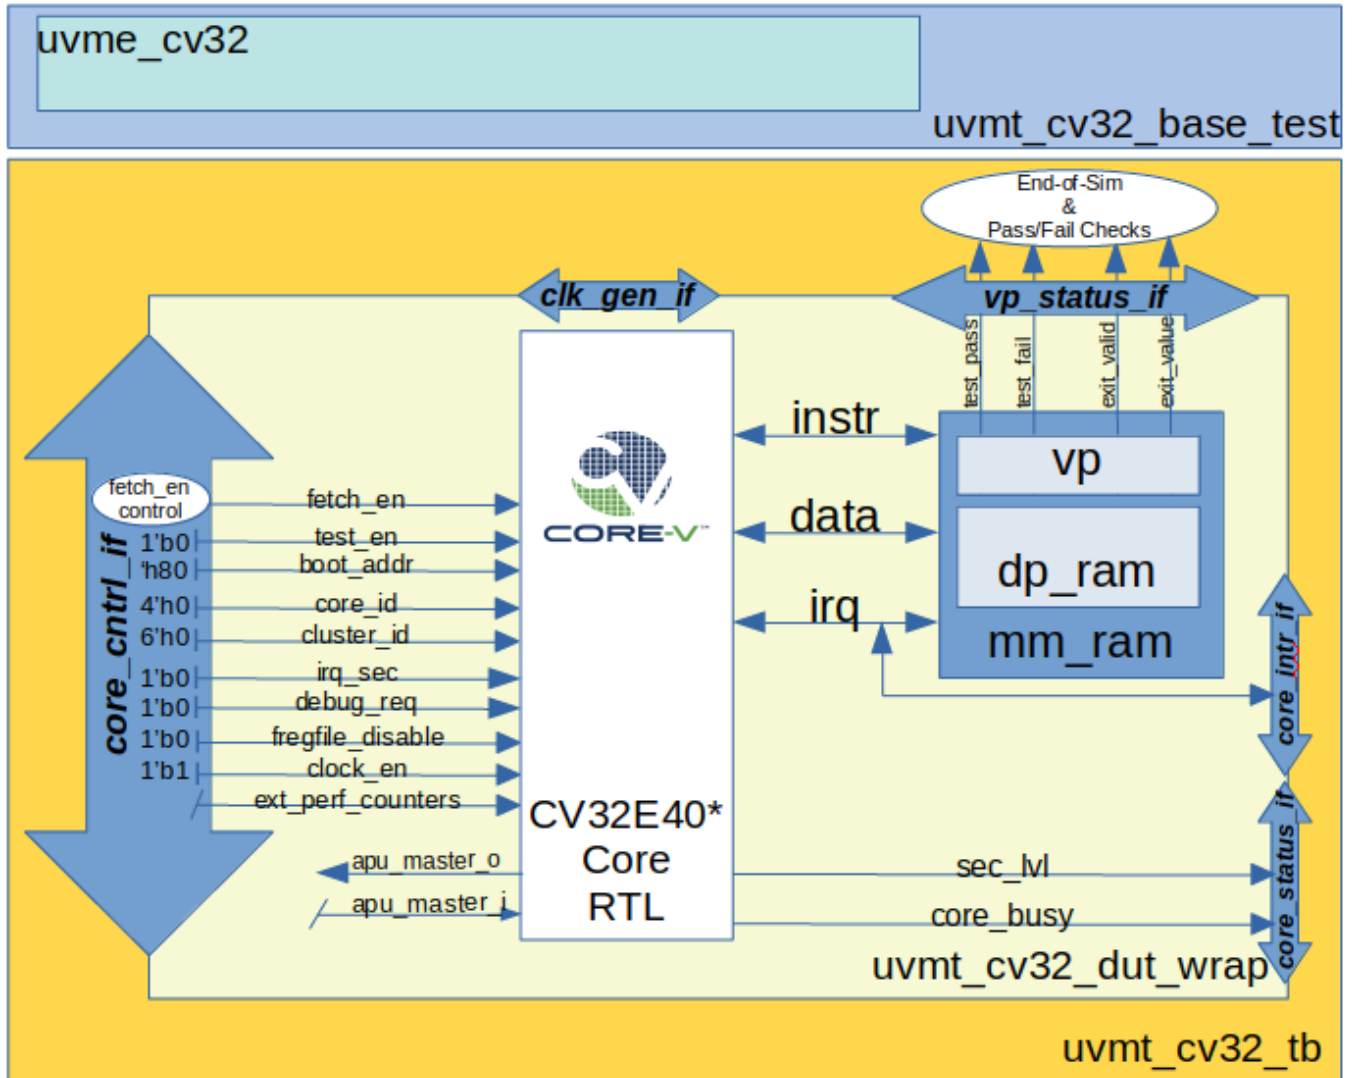 uvme_cv32
uvmt_cv32_base_test
End-of-Sim
&
Pass/Fail Checks
clk_gen_if
vp_status_if
test_pass
test_fail
exit_valid
exit_value
instr
data
irq
vp
dp_ram
mm_ram
CORE-V™
core_cntrl_if
fetch_en
control
fetch_en
1'b0 test_en
'h80 boot_addr
4'h0 core_id
6'h0 cluster_id
1'b0 irq_sec
1'b0 debug_req
1'b0 fregfile_disable
1'b1 clock_en
ext_perf_counters
apu_master_o
apu_master_i
CV32E40*
Core
RTL
core_intr_if
sec_lvl
core_busy
core_status_if
uvmt_cv32_dut_wrap
uvmt_cv32_tb